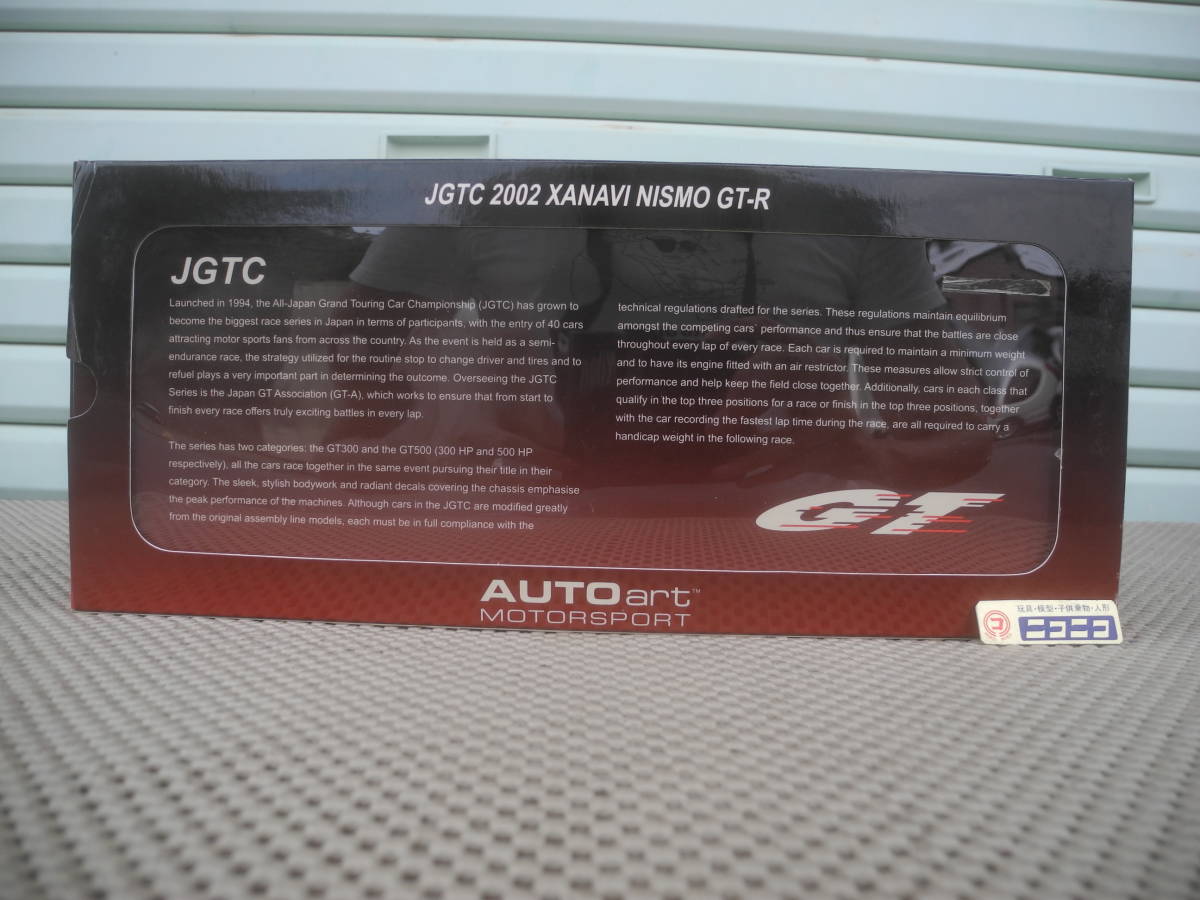 JGTC 2002 XANAVI NISMO GT-R
JGTC
Launched in 1994, the All-Japan Grand Touring Car Championship (JGTC) has grown to
become the biggest race series in Japan in terms of participants, with the entry of 40 cars
attracting motor sports fans from across the country. As the event is held as a semi-
endurance race, the strategy utilized for the routine stop to change driver and tires and to
refuel plays a very important part in determining the outcome. Overseeing the JGTC
Series is the Japan GT Association (GT-A), which works to ensure that from start to
finish every race offers truly exciting battles in every lap.
The series has two categories: the GT300 and the GT500 (300 HP and 500 HP
respectively), all the cars race together in the same event pursuing their title in their
category. The sleek, stylish bodywork and radiant decals covering the chassis emphasise
the peak performance of the machines. Although cars in the JGTC are modified greatly
from the original assembly line models, each must be in full compliance with the
technical regulations drafted for the series. These regulations maintain equilibrium
amongst the competing cars` performance and thus ensure that the battles are close
throughout every lap of every race. Each car is required to maintain a minimum weight
and to have its engine fitted with an air restrictor. These measures allow strict control of
performance and help keep the field close together. Additionally, cars in each class that
qualify in the top three positions for a race or finish in the top three positions, together
with the car recording the fastest lap time during the race, are all required to carry a
handicap weight in the following race.
GT
AUTOart™
MOTORSPORT
玩具・模型・子供乗物・人形
コ ニコニコ